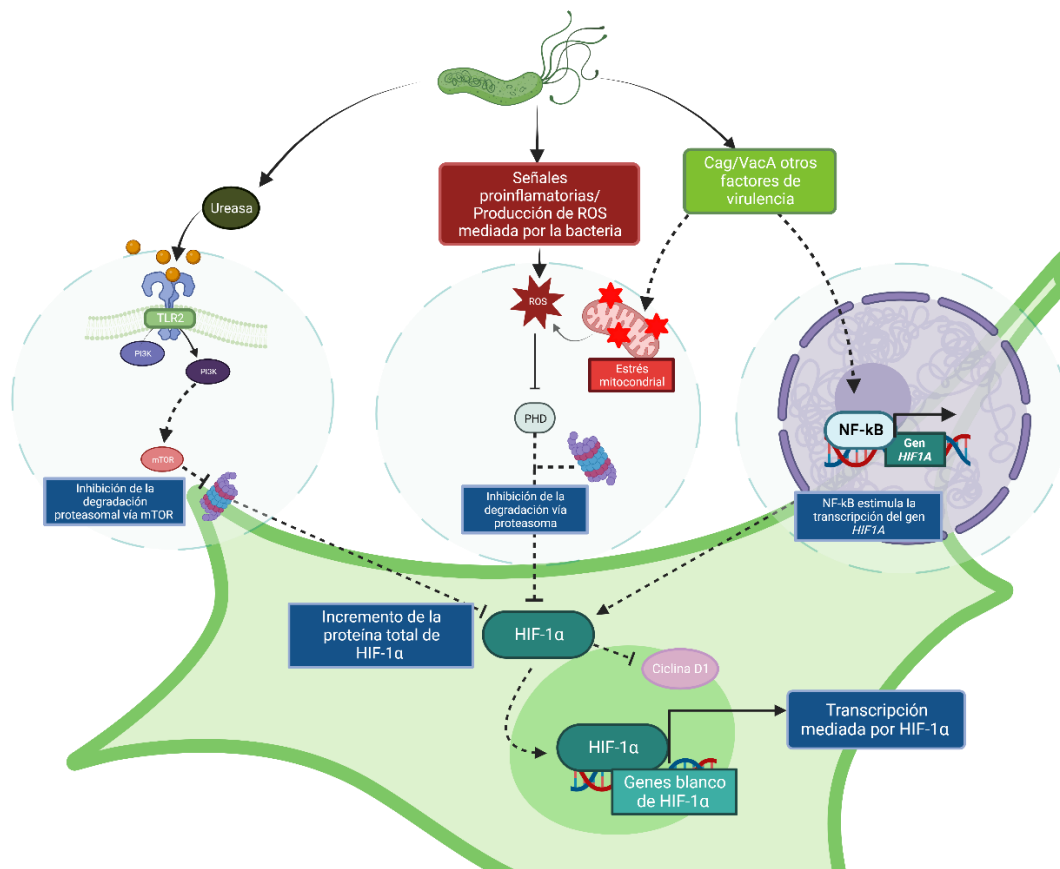 Ureasa
TLR2
PI3K
PI3K
mTOR
Inhibición de la
degradación
proteasomal vía mTOR
Señales
proinflamatorias/
Producción de ROS
mediada por la bacteria
ROS
Estrés
mitocondrial
PHD
Inhibición de la
degradación vía
proteasoma
Cag/VacA otros
factores de
virulencia
NF-kB
Gen
HIF1A
NF-kB estimula la
transcripción del gen
HIF1A
Incremento de la
proteína total de
HIF-1α
HIF-1α
Ciclina D1
HIF-1α
Genes blanco
de HIF-1α
Transcripción
mediada por HIF-1α